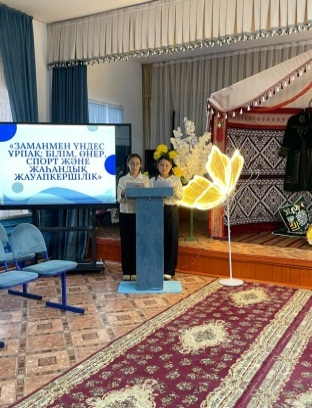 «ЗАМАНМЕН ҮНДЕС
ҰРПАҚ: БІЛІМ, ӨНЕР,
СПОРТ ЖӘНЕ
ЖАҺАНДЫҚ
ЖАУАПКЕРШІЛІК»